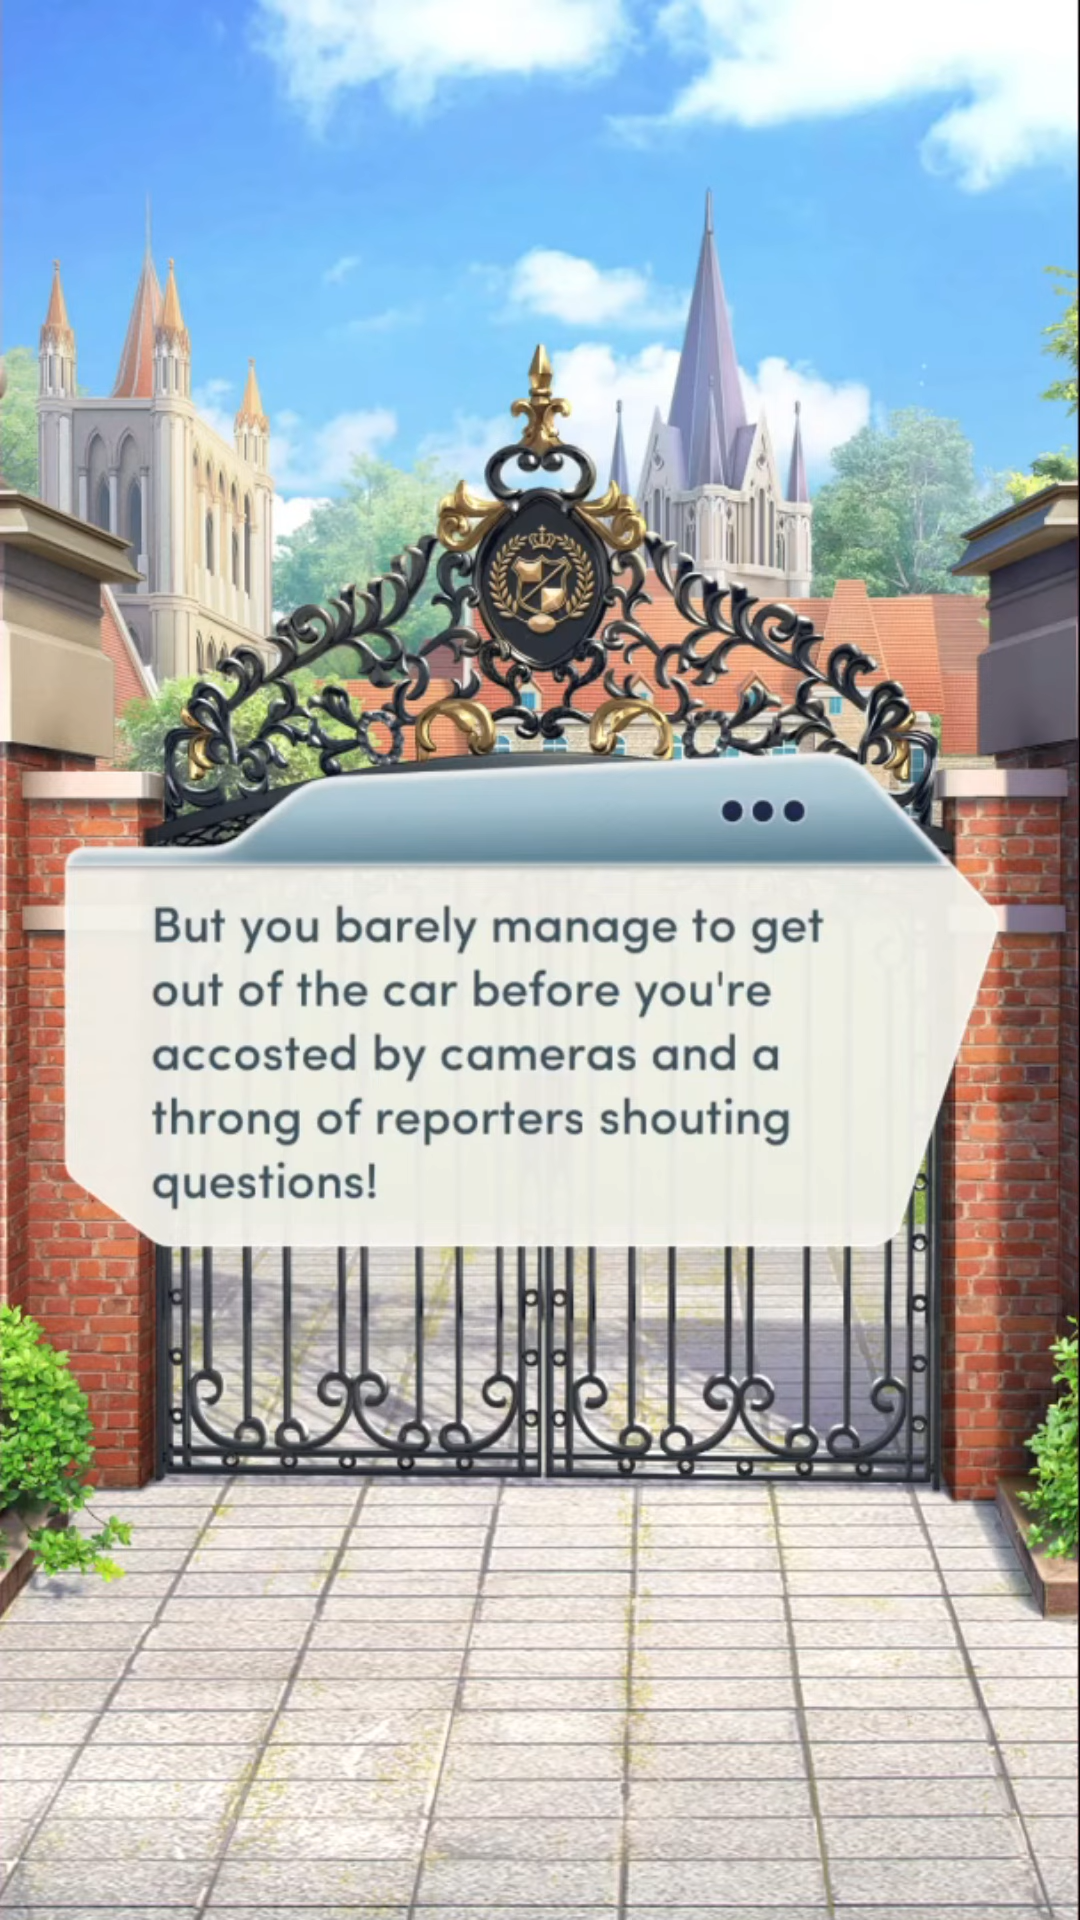 But you barely manage to get
out of the car before you're
accosted by cameras and a
throng of reporters shouting
questions!